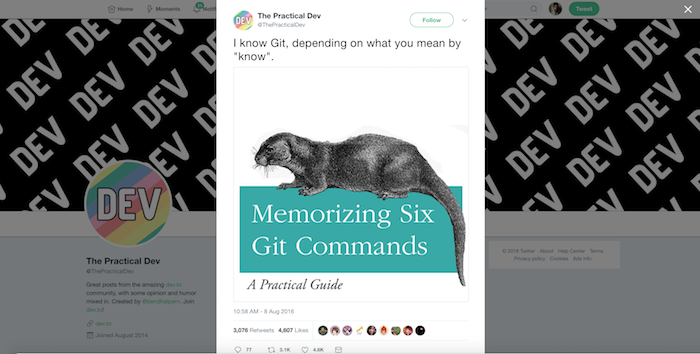 Home Moments
Tweet
DEV
The Practical Dev
@ThePracticalDev
Follow
I know Git, depending on what you mean by
"know".
Memorizing Six
Git Commands
A Practical Guide
10:58 AM - 8 Aug 2016
3,076 Retweets 4,607 Likes
77 3.1K 4.6K
DEV
The Practical Dev
@ThePracticalDev
Great posts from the amazing dev.to
community, with some opinion and humor
mixed in. Created by @bendhalpern. Join
dev.to!
dev.to
Joined August 2014
© 2018 Twitter About Help Center Terms
Privacy policy Cookies Ads info
DEV DEV DEV DEV DEV DEV